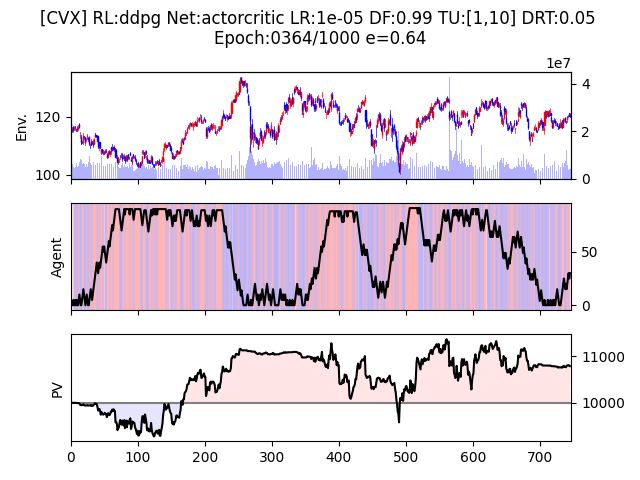 [CVX] RL:ddpg Net:actorcritic LR:1e-05 DF:0.99 TU:[1,10] DRT:0.05
Epoch:0364/1000 e=0.64
1e7
Env.
120
100
4
2
0
Agent
50
0
PV
11000
10000
0 100 200 300 400 500 600 700